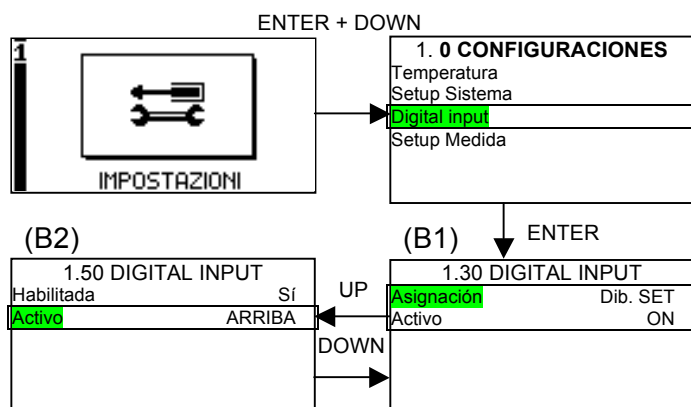 ENTER + DOWN
1
IMPOSTAZIONI
1. 0 CONFIGURACIONES
Temperatura
Setup Sistema
Digital input
Setup Medida
ENTER
(B2)
(B1)
1.50 DIGITAL INPUT
Habilitada Sí
Activo ARRIBA
UP
DOWN
1.30 DIGITAL INPUT
Asignación Dib. SET
Activo ON